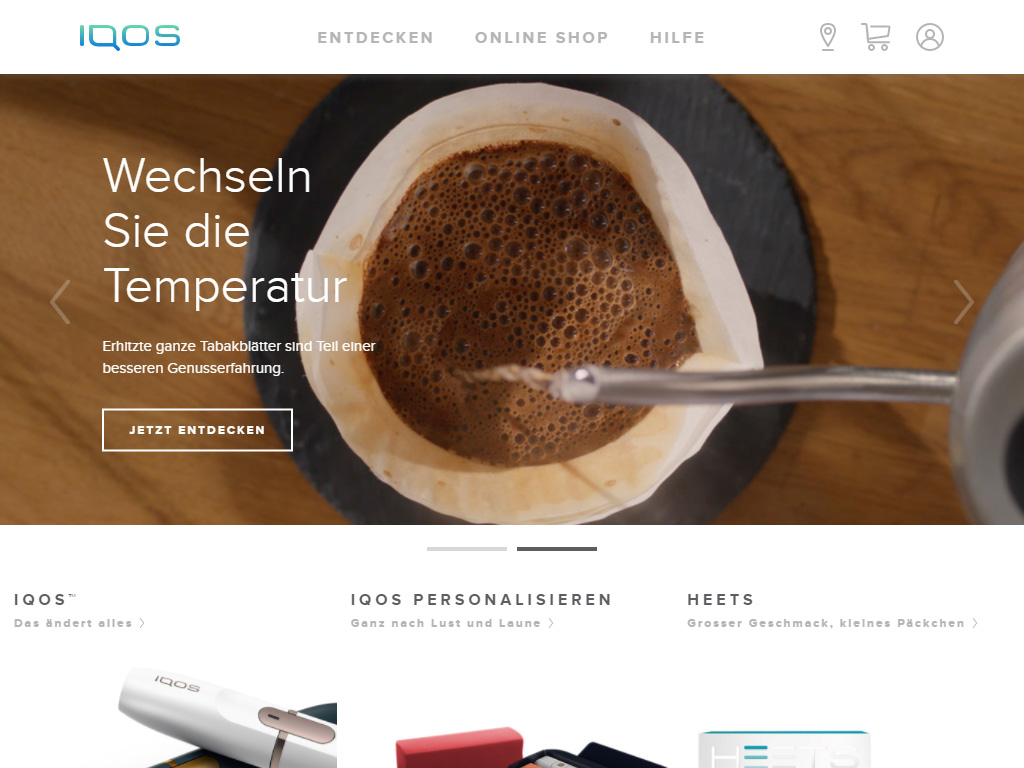 IQOS
ENTDECKEN
ONLINE SHOP
HILFE
Wechseln
Sie die
Temperatur
Erhitzte ganze Tabakblätter sind Teil einer
besseren Genusserfahrung.
JETZT ENTDECKEN
IQOS™
Das ändert alles
IQOS PERSONALISIEREN
Ganz nach Lust und Laune
HEETS
Grosser Geschmack, kleines Päckchen
IQOS
HEETS